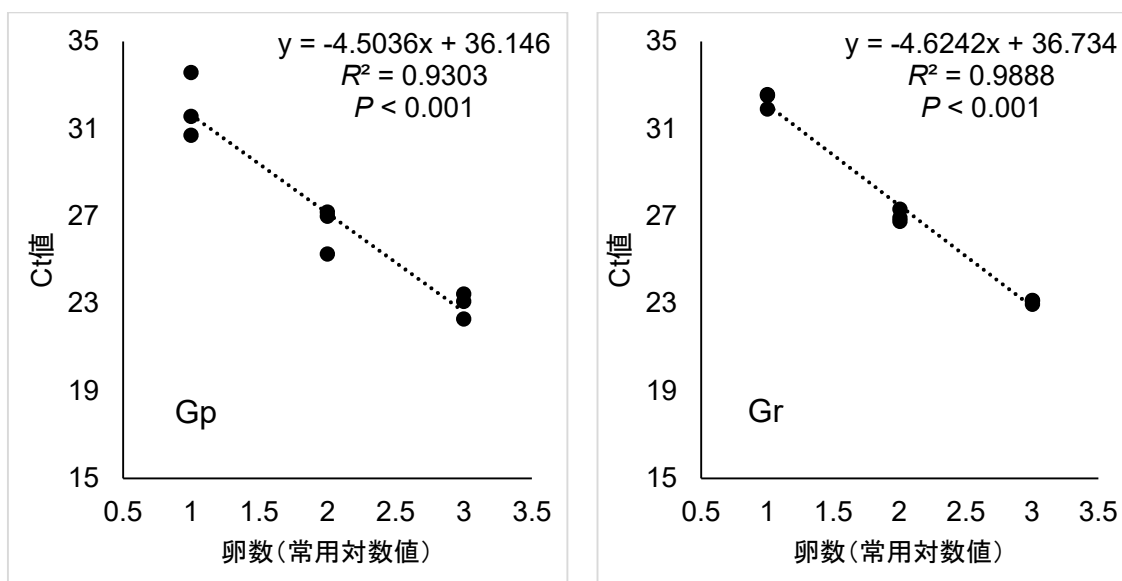 y = -4.5036x + 36.146
R² = 0.9303
P < 0.001
35
31
27
23
19
15
Ct値
Gp
0.5 1 1.5 2 2.5 3 3.5
卵数(常用対数値)
y = -4.6242x + 36.734
R² = 0.9888
P < 0.001
35
31
27
23
19
15
Ct値
Gr
0.5 1 1.5 2 2.5 3 3.5
卵数(常用対数値)